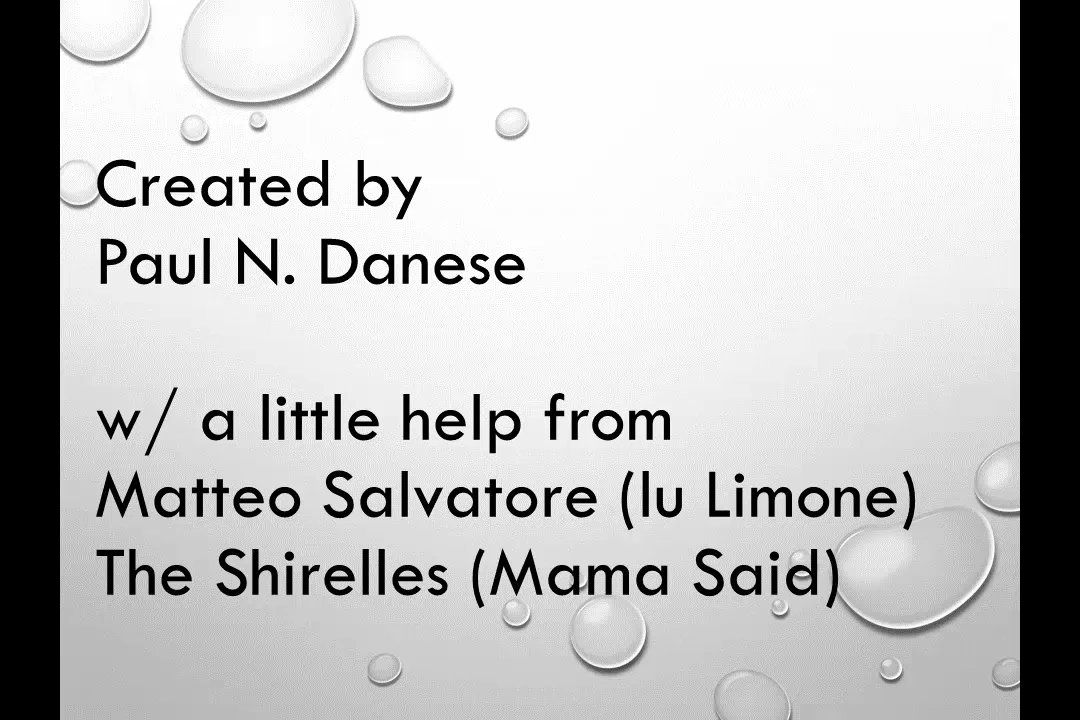 Created by
Paul N. Danese
w/ a little help from
Matteo Salvatore (lu Limone)
The Shirelles (Mama Said)